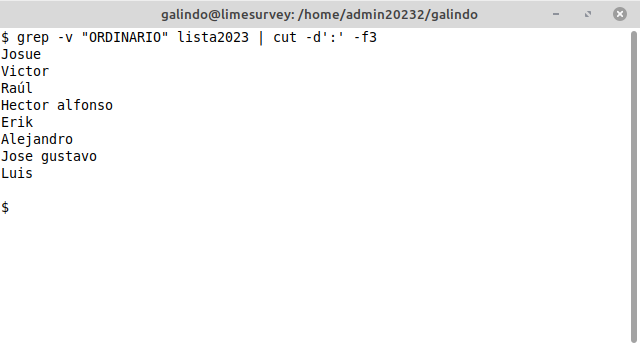 galindo@limesurvey: /home/admin20232/galindo
$ grep -v "ORDINARIO" lista2023 | cut -d':' -f3
Josue
Victor
Raúl
Hector alfonso
Erik
Alejandro
Jose gustavo
Luis
$